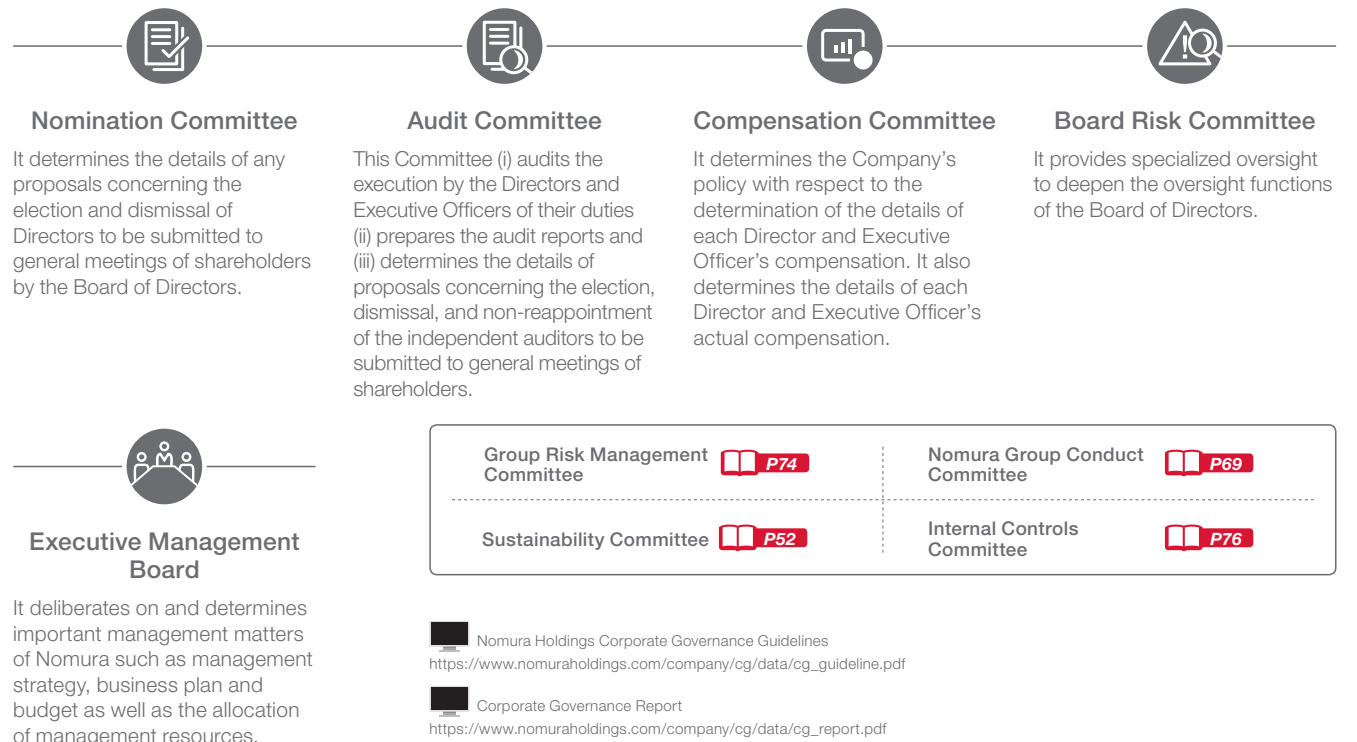 Nomination Committee
It determines the details of any
proposals concerning the
election and dismissal of
Directors to be submitted to
general meetings of shareholders
by the Board of Directors.
Audit Committee
This Committee (i) audits the
execution by the Directors and
Executive Officers of their duties
(ii) prepares the audit reports and
(iii) determines the details of
proposals concerning the election,
dismissal, and non-reappointment
of the independent auditors to be
submitted to general meetings of
shareholders.
Compensation Committee
It determines the Company's
policy with respect to the
determination of the details of
each Director and Executive
Officer's compensation. It also
determines the details of each
Director and Executive Officer's
actual compensation.
Board Risk Committee
It provides specialized oversight
to deepen the oversight functions
of the Board of Directors.
Executive Management
Board
It deliberates on and determines
important management matters
of Nomura such as management
strategy, business plan and
budget as well as the allocation
of management resources.
Group Risk Management
Committee
P74
Nomura Group Conduct
Committee
P69
Sustainability Committee P52
Internal Controls
Committee
P76
Nomura Holdings Corporate Governance Guidelines
https://www.nomuraholdings.com/company/cg/data/cg_guideline.pdf
Corporate Governance Report
https://www.nomuraholdings.com/company/cg/data/cg_report.pdf